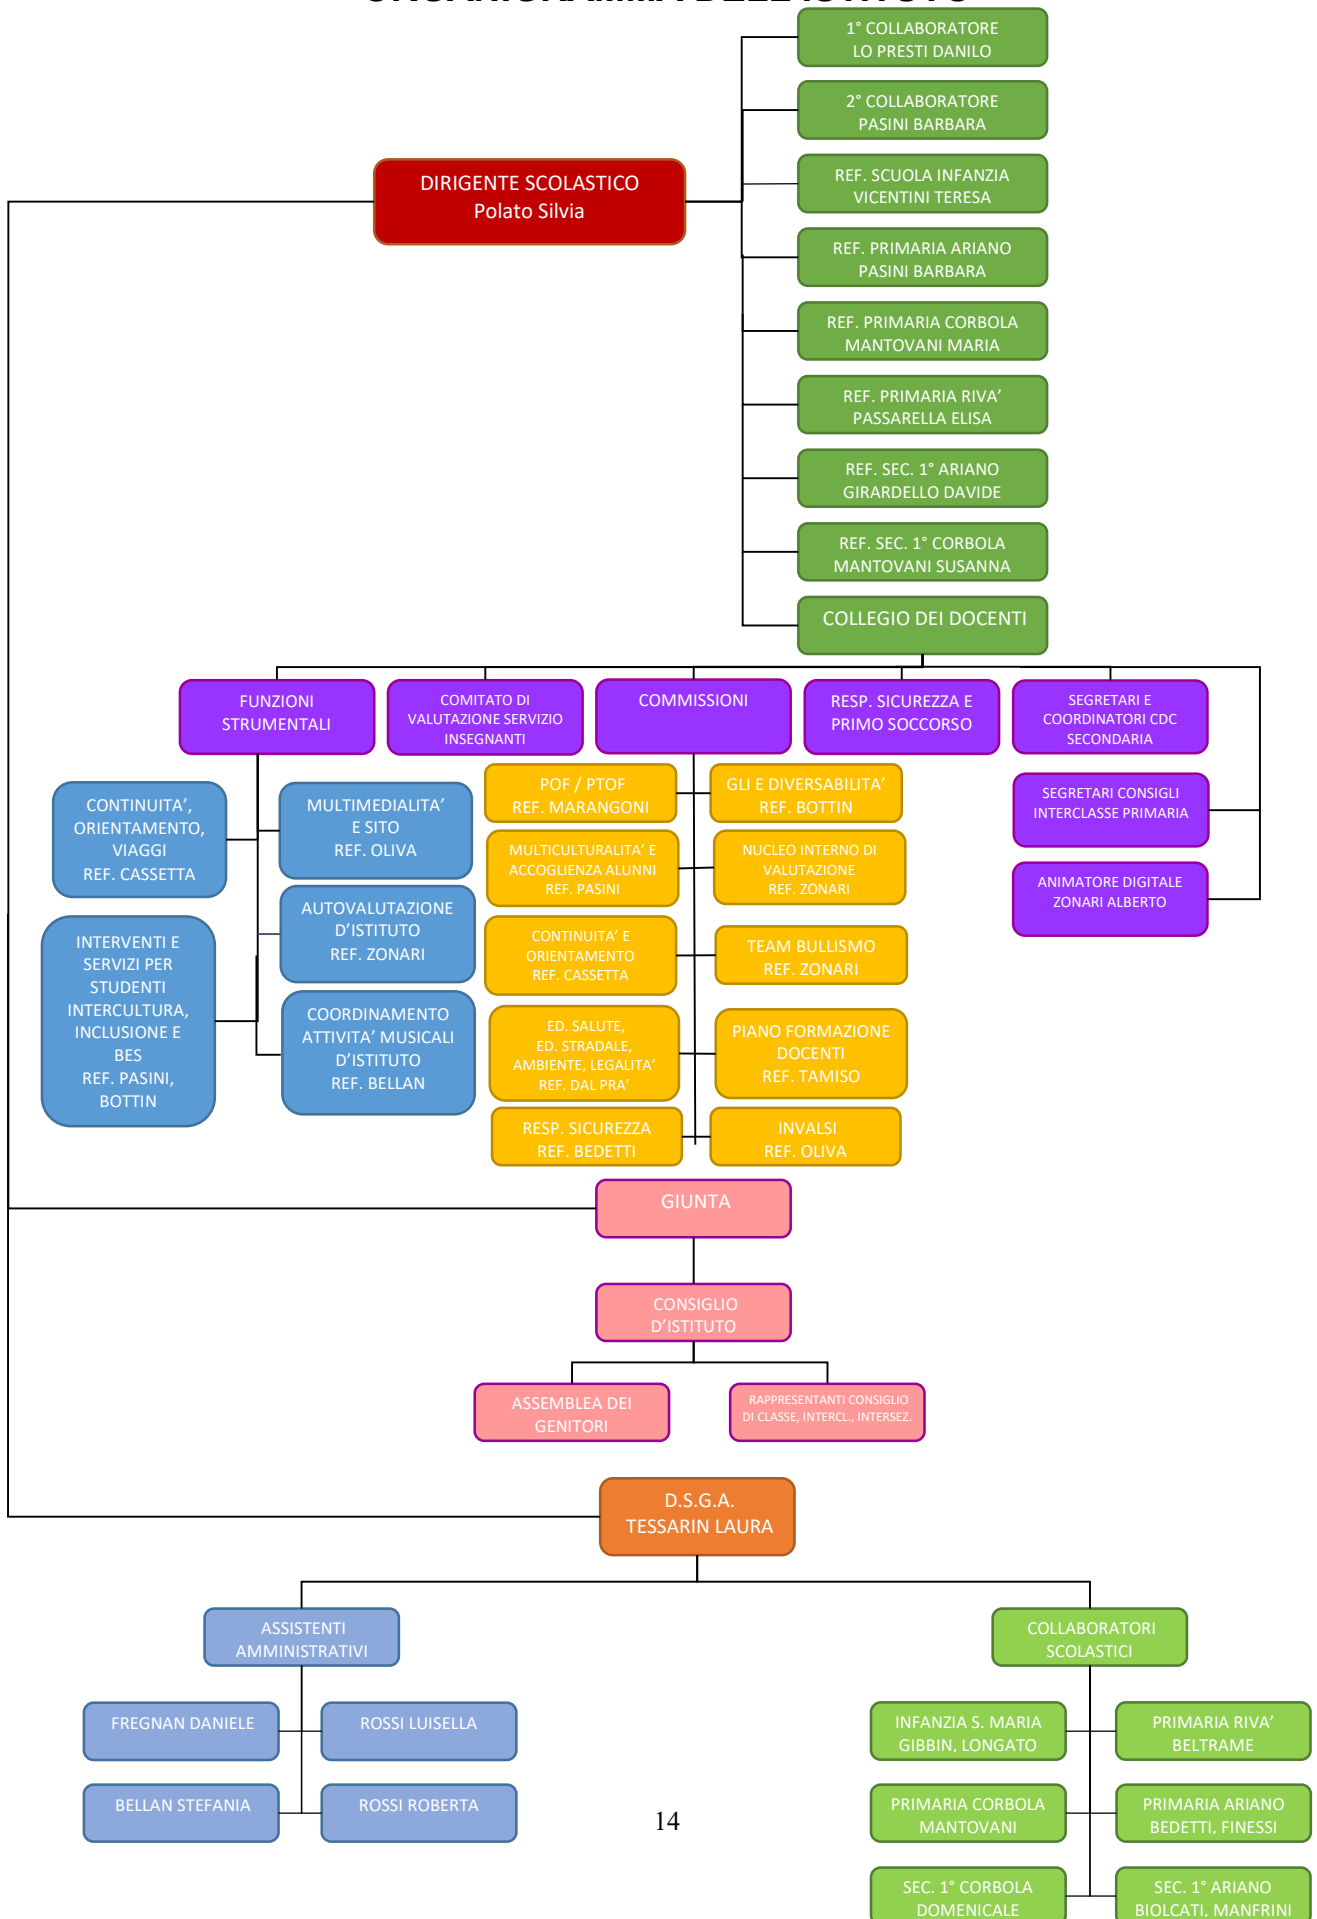 1° COLLABORATORE
LO PRESTI DANILO
2° COLLABORATORE
PASINI BARBARA
DIRIGENTE SCOLASTICO
Polato Silvia
REF. SCUOLA INFANZIA
VICENTINI TERESA
REF. PRIMARIA ARIANO
PASINI BARBARA
REF. PRIMARIA CORBOLA
MANTOVANI MARIA
REF. PRIMARIA RIVA’
PASSARELLA ELISA
REF. SEC. 1° ARIANO
GIRARDELLO DAVIDE
REF. SEC. 1° CORBOLA
MANTOVANI SUSANNA
COLLEGIO DEI DOCENTI
FUNZIONI
STRUMENTALI
COMITATO DI
VALUTAZIONE SERVIZIO
INSEGNANTI
COMMISSIONI
RESP. SICUREZZA E
PRIMO SOCCORSO
SEGRETARI E
COORDINATORI CDC
SECONDARIA
SEGRETARI CONSIGLI
INTERCLASSE PRIMARIA
ANIMATORE DIGITALE
ZONARI ALBERTO
CONTINUITA’,
ORIENTAMENTO,
VIAGGI
REF. CASSETTA
MULTIMEDIALITA’
E SITO
REF. OLIVA
AUTOVALUTAZIONE
D’ISTITUTO
REF. ZONARI
INTERVENTI E
SERVIZI PER
STUDENTI
INTERCULTURA,
INCLUSIONE E
BES
REF. PASINI,
BOTTIN
COORDINAMENTO
ATTIVITA’ MUSICALI
D’ISTITUTO
REF. BELLAN
POF / PTOF
REF. MARANGONI
GLI E DIVERSABILITA’
REF. BOTTIN
MULTICULTURALITA’ E
ACCOGLIENZA ALUNNI
REF. PASINI
NUCLEO INTERNO DI
VALUTAZIONE
REF. ZONARI
CONTINUITA’ E
ORIENTAMENTO
REF. CASSETTA
TEAM BULLISMO
REF. ZONARI
ED. SALUTE,
ED. STRADALE,
AMBIENTE, LEGALITA’
REF. DAL PRA’
PIANO FORMAZIONE
DOCENTI
REF. TAMISO
RESP. SICUREZZA
REF. BEDETTI
INVALSI
REF. OLIVA
GIUNTA
CONSIGLIO
D’ISTITUTO
ASSEMBLEA DEI
GENITORI
RAPPRESENTANTI CONSIGLIO
DI CLASSE, INTERCL., INTERSEZ.
D.S.G.A.
TESSARIN LAURA
ASSISTENTI
AMMINISTRATIVI
COLLABORATORI
SCOLASTICI
FREGNAN DANIELE
ROSSI LUISELLA
BELLAN STEFANIA
ROSSI ROBERTA
INFANZIA S. MARIA
GIBBIN, LONGATO
PRIMARIA RIVA’
BELTRAME
PRIMARIA CORBOLA
MANTOVANI
PRIMARIA ARIANO
BEDETTI, FINESSI
SEC. 1° CORBOLA
DOMENICALE
SEC. 1° ARIANO
BIOLCATI, MANFRINI
14